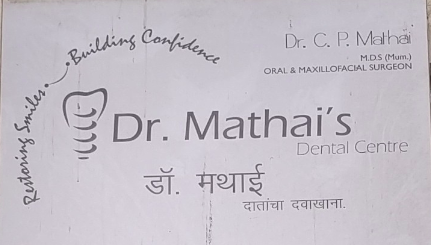 Restoring Smiles. Building Confidence
Dr. C. P. Mathai
M.D.S (Mum.)
ORAL & MAXILLOFACIAL SURGEON
Dr. Mathai's
Dental Centre
डॉ. मथाई
दातांचा दवाखाना.